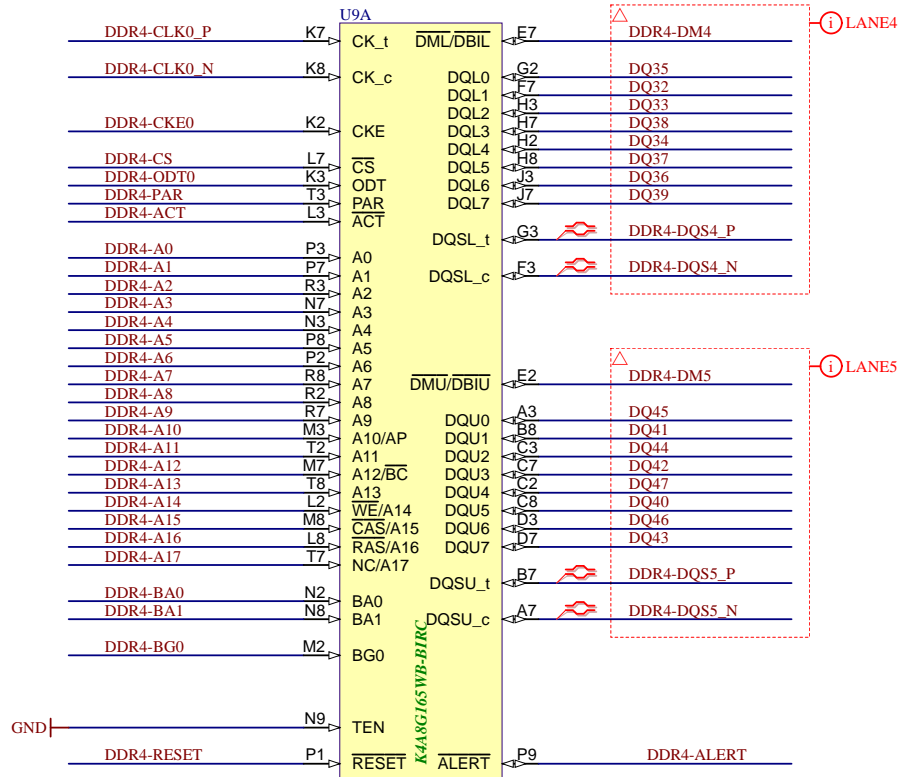 U9A
DDR4-CLK0_P K7 CK_t DML/DBIL E7 DDR4-DM4 i LANE4
DDR4-CLK0_N K8 CK_c DQL0 G2 DQ35
DQL1 F7 DQ32
DQL2 H3 DQ33
DDR4-CKE0 K2 CKE DQL3 H7 DQ38
DQL4 H2 DQ34
DDR4-CS L7 CS DQL5 H8 DQ37
DDR4-ODT0 K3 ODT DQL6 J3 DQ36
DDR4-PAR T3 PAR DQL7 J7 DQ39
DDR4-ACT L3 ACT
DQSL_t G3 DDR4-DQS4_P
DDR4-A0 P3 A0
DDR4-A1 P7 A1 DQSL_c F3 DDR4-DQS4_N
DDR4-A2 R3 A2
DDR4-A3 N7 A3
DDR4-A4 N3 A4
DDR4-A5 P8 A5
DDR4-A6 P2 A6 i LANE5
DDR4-A7 R8 A7 DMU/DBIU E2 DDR4-DM5
DDR4-A8 R2 A8
DDR4-A9 R7 A9 DQU0 A3 DQ45
DDR4-A10 M3 A10/AP DQU1 B8 DQ41
DDR4-A11 T2 A11 DQU2 C3 DQ44
DDR4-A12 M7 A12/BC DQU3 C7 DQ42
DDR4-A13 T8 A13 DQU4 C2 DQ47
DDR4-A14 L2 WE/A14 DQU5 C8 DQ40
DDR4-A15 M8 CAS/A15 DQU6 D3 DQ46
DDR4-A16 L8 RAS/A16 DQU7 D7 DQ43
DDR4-A17 T7 NC/A17
DQSU_t B7 DDR4-DQS5_P
DDR4-BA0 N2 BA0
DDR4-BA1 N8 BA1 DQSU_c A7 DDR4-DQS5_N
DDR4-BG0 M2 BG0
K4A8G165WB-BIRC
GND N9 TEN
DDR4-RESET P1 RESET ALERT P9 DDR4-ALERT